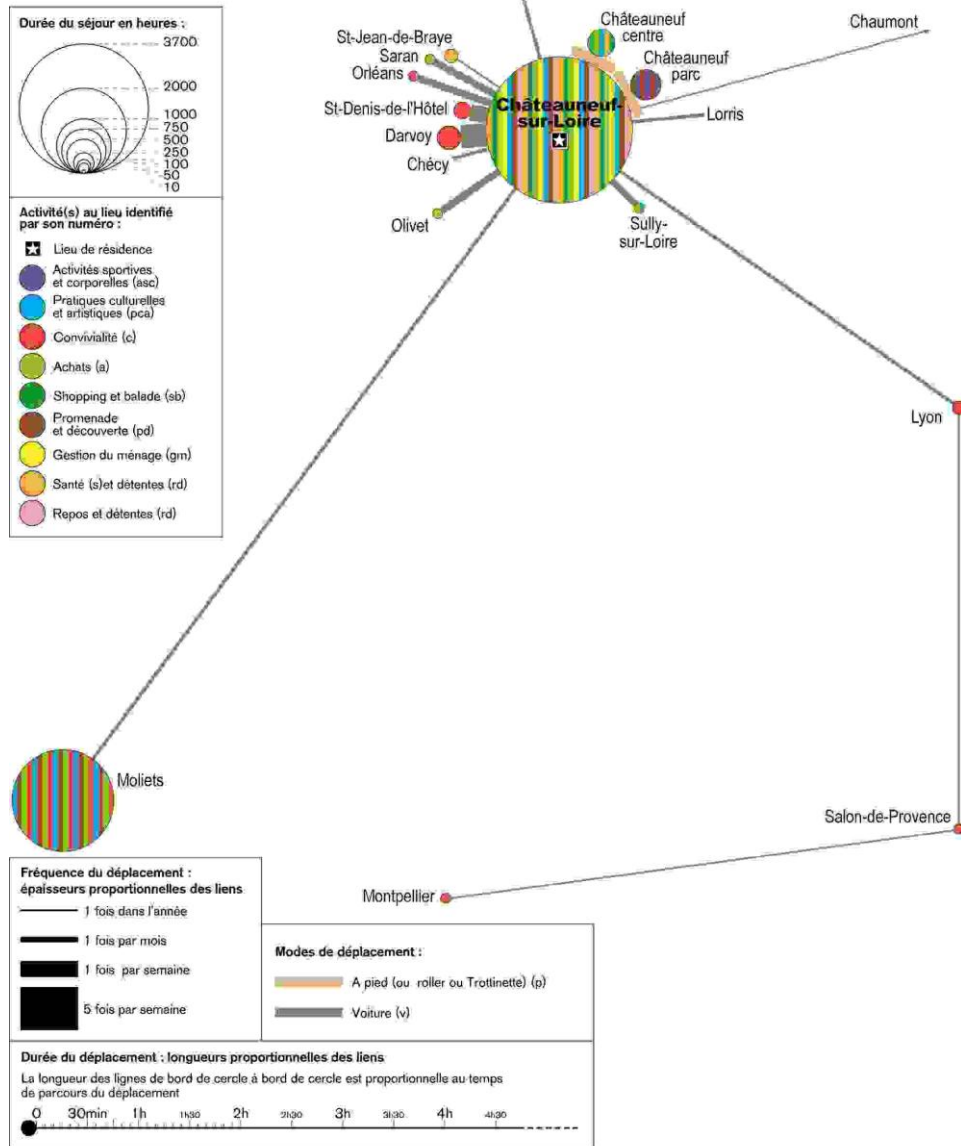 Durée du séjour en heures :
3700
2000
1000
750
500
250
100
50
10
Activité(s) au lieu identifié
par son numéro :
Lieu de résidence
Activités sportives
et corporelles (asc)
Pratiques culturelles
et artistiques (pca)
Convivialité (c)
Achats (a)
Shopping et balade (sb)
Promenade
et découverte (pd)
Gestion du ménage (gm)
Santé (s)et détentes (rd)
Repos et détentes (rd)
St-Jean-de-Braye
Saran
Orléans
St-Denis-de-l'Hôtel
Darvoy
Chécy
Olivet
Châteauneuf
centre
Châteauneuf
parc
Chaumont
Châteauneuf-
sur-Loire
Lorris
Sully-
sur-Loire
Lyon
Moliets
Salon-de-Provence
Montpellier
Fréquence du déplacement :
épaisseurs proportionnelles des liens
1 fois dans l'année
1 fois par mois
1 fois par semaine
5 fois par semaine
Modes de déplacement :
A pied (ou roller ou Trottinette) (p)
Voiture (v)
Durée du déplacement : longueurs proportionnelles des liens
La longueur des lignes de bord de cercle à bord de cercle est proportionnelle au temps
de parcours du déplacement
0 30min 1h 1h30 2h 2h30 3h 3h30 4h 4h30